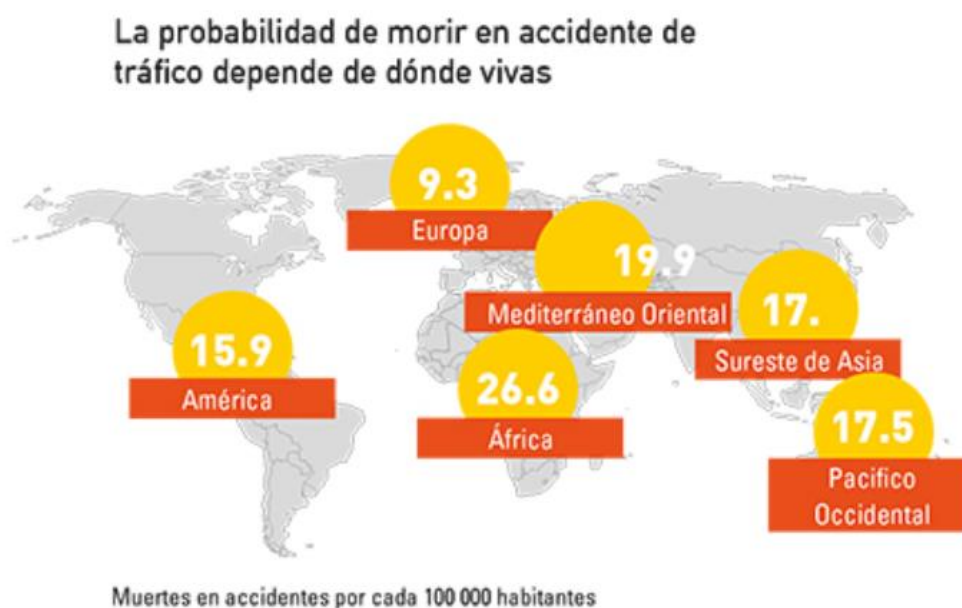 La probabilidad de morir en accidente de
tráfico depende de dónde vivas
9.3
Europa
19.9
Mediterráneo Oriental
17.
Sureste de Asia
15.9
América
26.6
África
17.5
Pacifico
Occidental
Muertes en accidentes por cada 100 000 habitantes